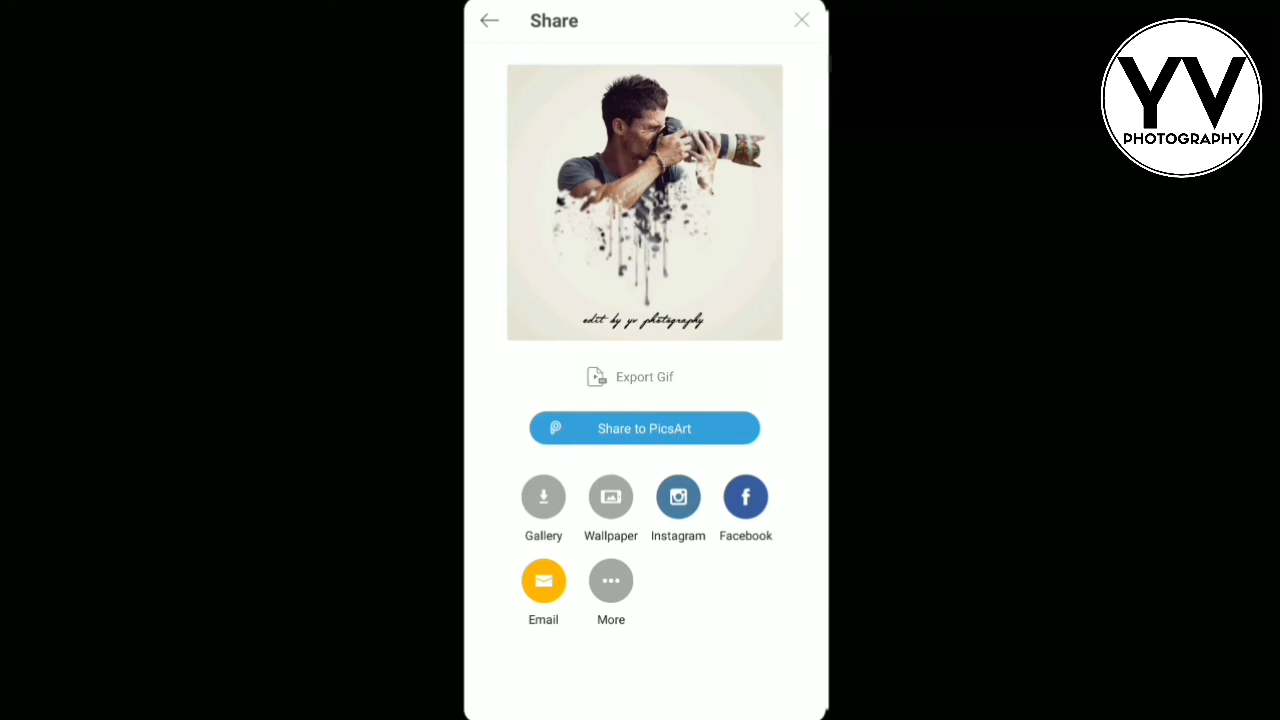 Share
YV
PHOTOGRAPHY
edit by yv photography
Export Gif
Share to PicsArt
Gallery
Wallpaper
Instagram
Facebook
Email
More